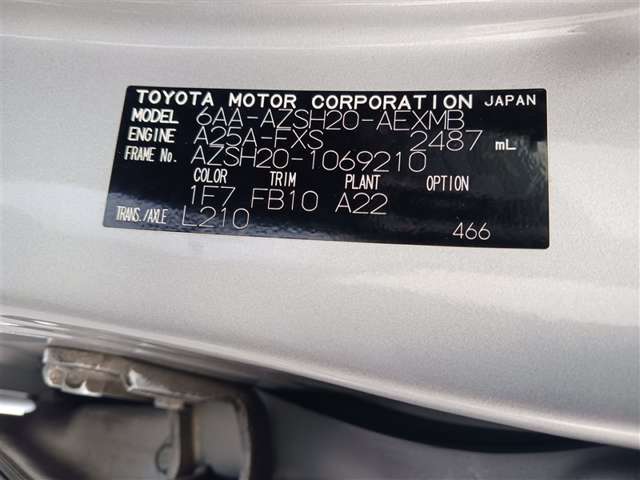 TOYOTA MOTOR CORPORATION JAPAN
MODEL 6AA-AZSH20-AEXMB
ENGINE A25A-FXS 2487 mL
FRAME No. AZSH20-1069210
COLOR TRIM PLANT OPTION
1F7 FB10 A22
TRANS./AXLE L210
466